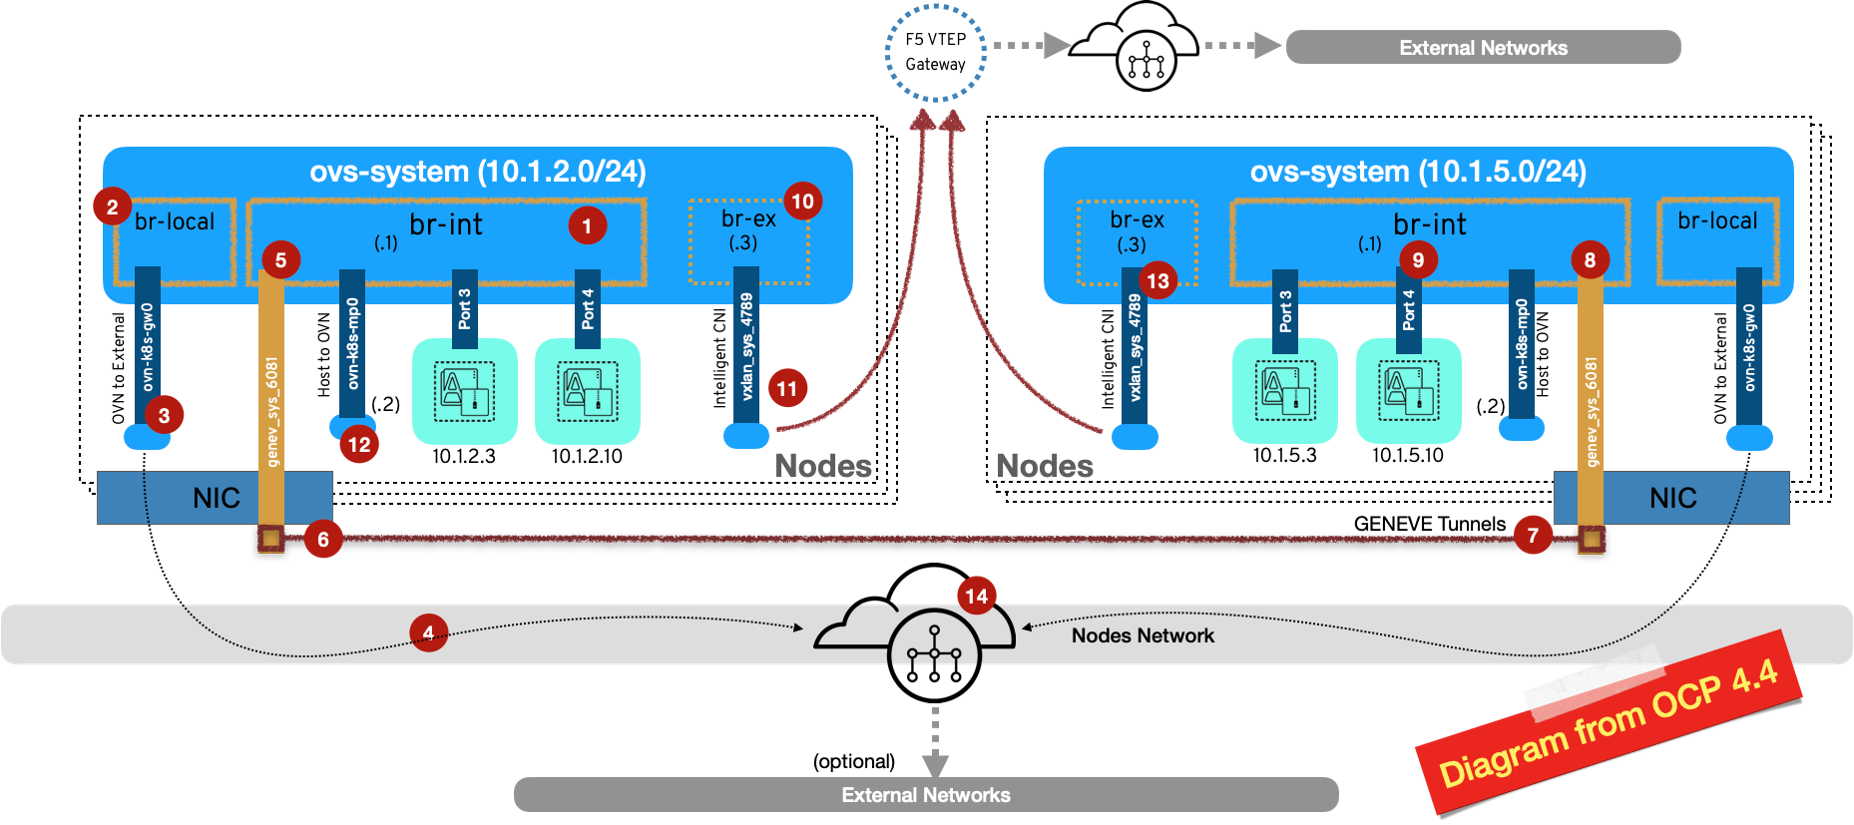 F5 VTEP
Gateway
External Networks
ovs-system (10.1.2.0/24)
2
br-local
br-int
(.1)
1
br-ex
(.3)
10
5
OVN to External
ovn-k8s-gw0
3
genev_sys_6081
Host to OVN
ovn-k8s-mp0
(.2)
12
Port 3
10.1.2.3
Port 4
10.1.2.10
Intelligent CNI
vxlan_sys_4789
11
Nodes
NIC
6
ovs-system (10.1.5.0/24)
br-ex
(.3)
13
br-int
(.1)
9
8
br-local
Intelligent CNI
vxlan_sys_4789
Port 3
10.1.5.3
Port 4
10.1.5.10
(.2)
ovn-k8s-mp0
Host to OVN
genev_sys_6081
OVN to External
ovn-k8s-gw0
Nodes
NIC
GENEVE Tunnels
7
14
4
Nodes Network
Diagram from OCP 4.4
(optional)
External Networks